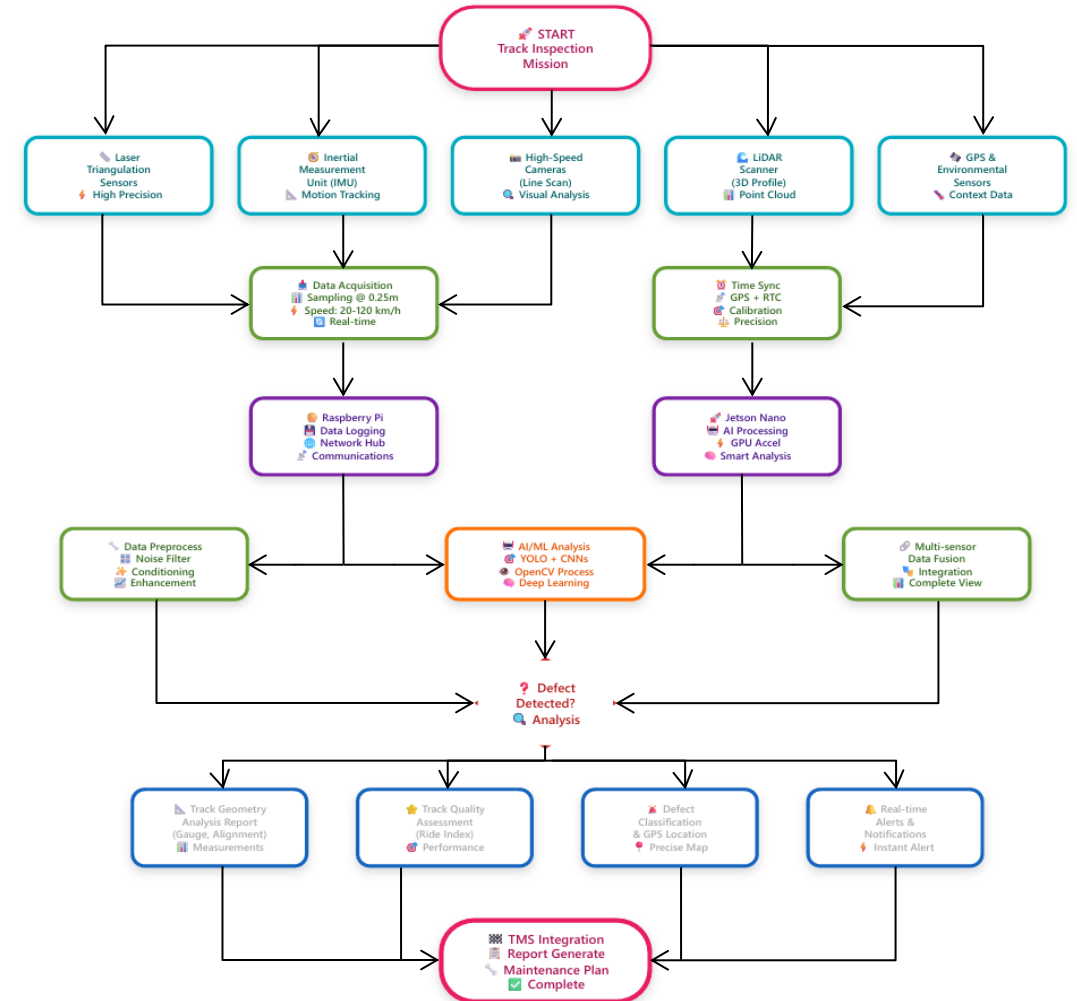 START
Track Inspection
Mission
Laser
Triangulation
Sensors
High Precision
Inertial
Measurement
Unit (IMU)
Motion Tracking
High-Speed
Cameras
(Line Scan)
Visual Analysis
LiDAR
Scanner
(3D Profile)
Point Cloud
GPS &
Environmental
Sensors
Context Data
Data Acquisition
Sampling @ 0.25m
Speed: 20-120 km/h
Real-time
Time Sync
GPS + RTC
Calibration
Precision
Raspberry Pi
Data Logging
Network Hub
Communications
Jetson Nano
AI Processing
GPU Accel
Smart Analysis
Data Preprocess
Noise Filter
Conditioning
Enhancement
AI/ML Analysis
YOLO + CNNs
OpenCV Process
Deep Learning
Multi-sensor
Data Fusion
Integration
Complete View
Defect
Detected?
Analysis
Track Geometry
Analysis Report
(Gauge, Alignment)
Measurements
Track Quality
Assessment
(Ride Index)
Performance
Defect
Classification
& GPS Location
Precise Map
Real-time
Alerts &
Notifications
Instant Alert
TMS Integration
Report Generate
Maintenance Plan
Complete